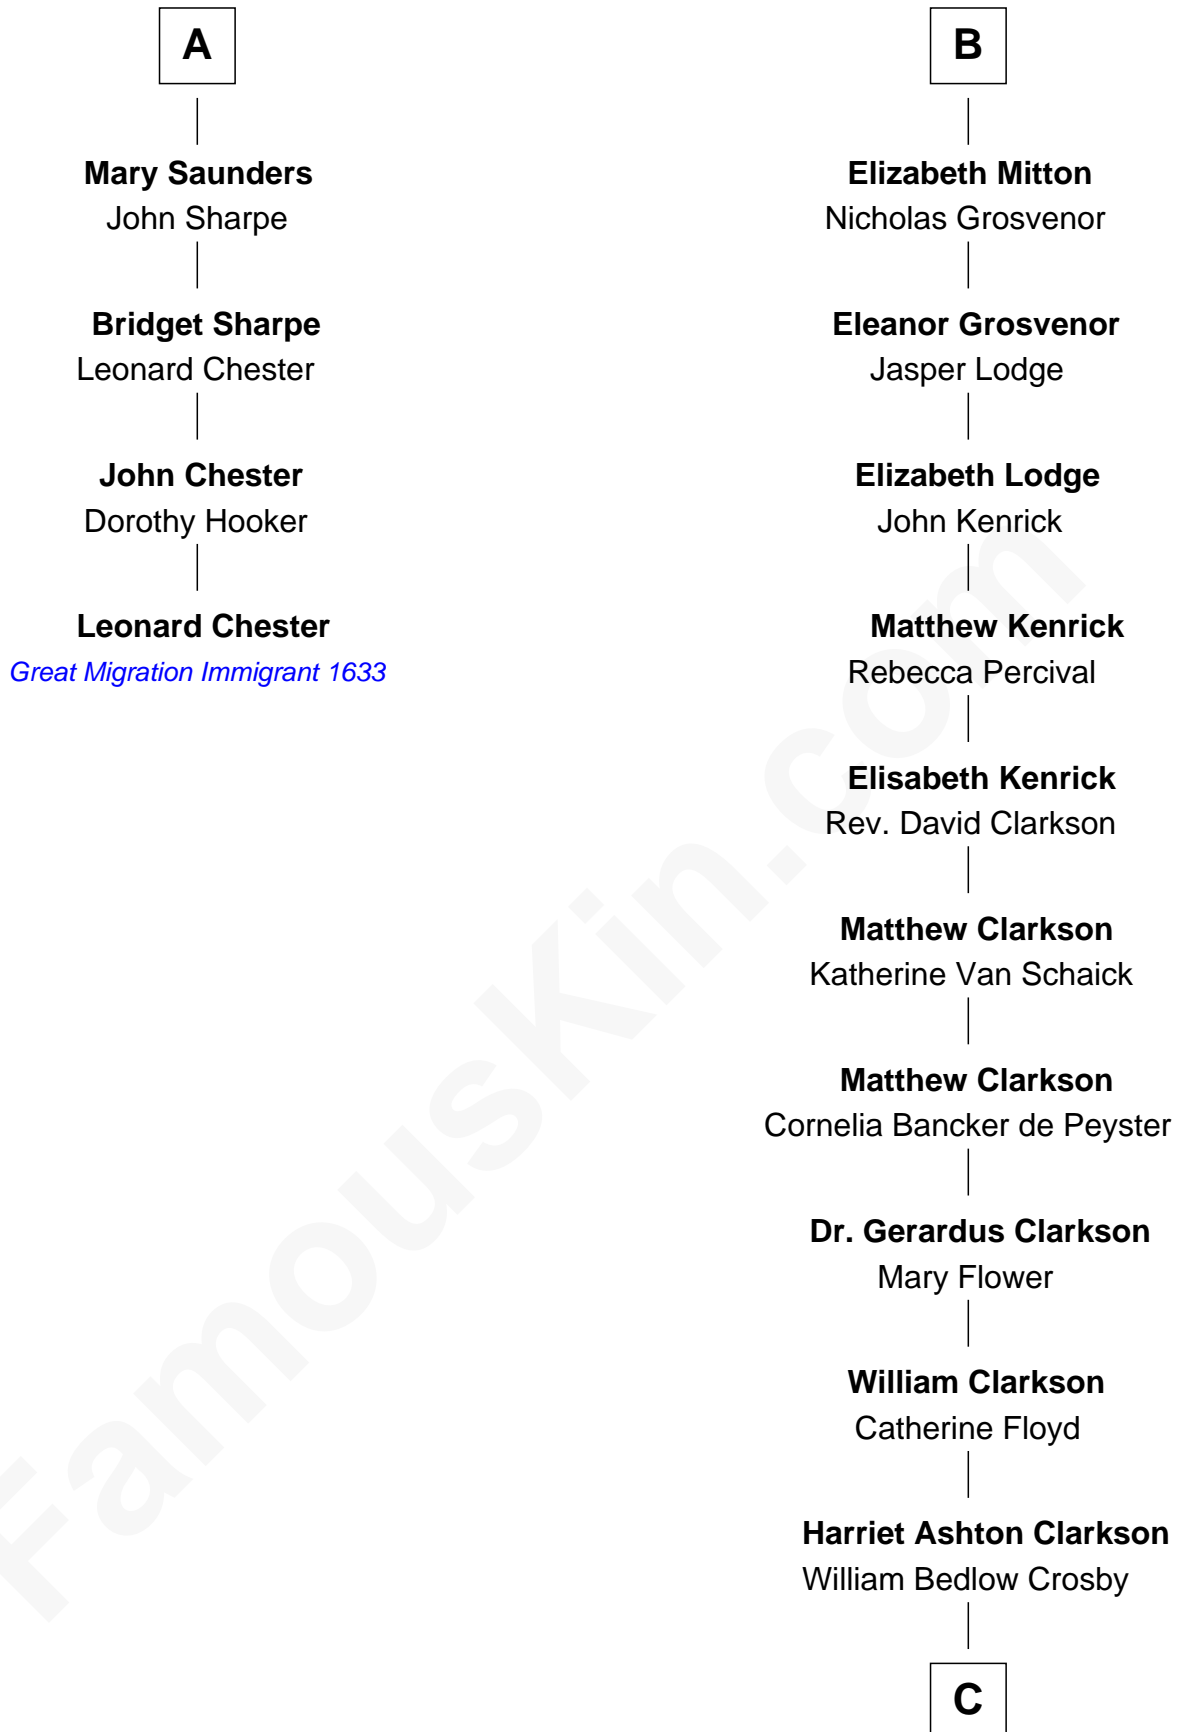 A
Mary Saunders
John Sharpe
Bridget Sharpe
Leonard Chester
John Chester
Dorothy Hooker
Leonard Chester
Great Migration Immigrant 1633
B
Elizabeth Mitton
Nicholas Grosvenor
Eleanor Grosvenor
Jasper Lodge
Elizabeth Lodge
John Kenrick
Matthew Kenrick
Rebecca Percival
Elisabeth Kenrick
Rev. David Clarkson
Matthew Clarkson
Katherine Van Schaick
Matthew Clarkson
Cornelia Bancker de Peyster
Dr. Gerardus Clarkson
Mary Flower
William Clarkson
Catherine Floyd
Harriet Ashton Clarkson
William Bedlow Crosby
C
FamousKin.com